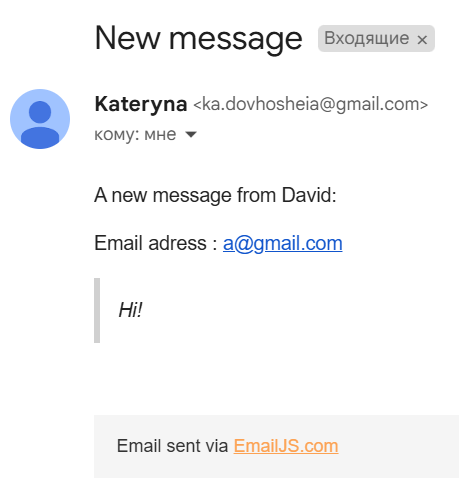 New message Входящие ×
Kateryna <ka.dovhosheia@gmail.com>
кому: мне
A new message from David:
Email adress : a@gmail.com
Hi!
Email sent via EmailJS.com